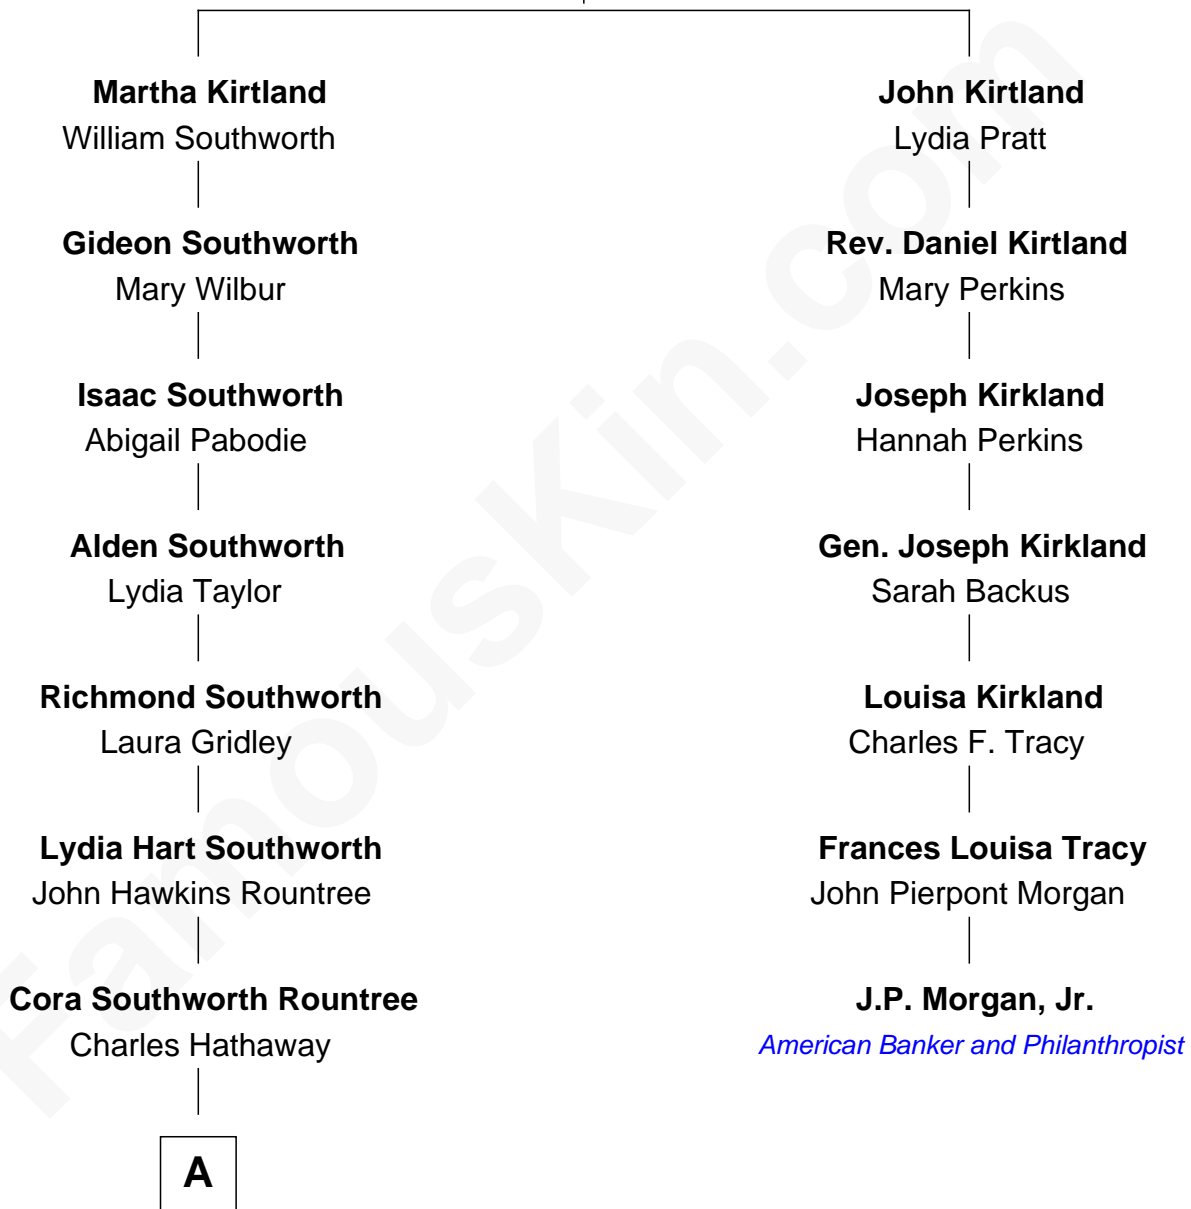 Martha Kirtland
William Southworth
Gideon Southworth
Mary Wilbur
Isaac Southworth
Abigail Pabodie
Alden Southworth
Lydia Taylor
Richmond Southworth
Laura Gridley
Lydia Hart Southworth
John Hawkins Rountree
Cora Southworth Rountree
Charles Hathaway
A
John Kirtland
Lydia Pratt
Rev. Daniel Kirtland
Mary Perkins
Joseph Kirkland
Hannah Perkins
Gen. Joseph Kirkland
Sarah Backus
Louisa Kirkland
Charles F. Tracy
Frances Louisa Tracy
John Pierpont Morgan
J.P. Morgan, Jr.
American Banker and Philanthropist
FamousKin.com